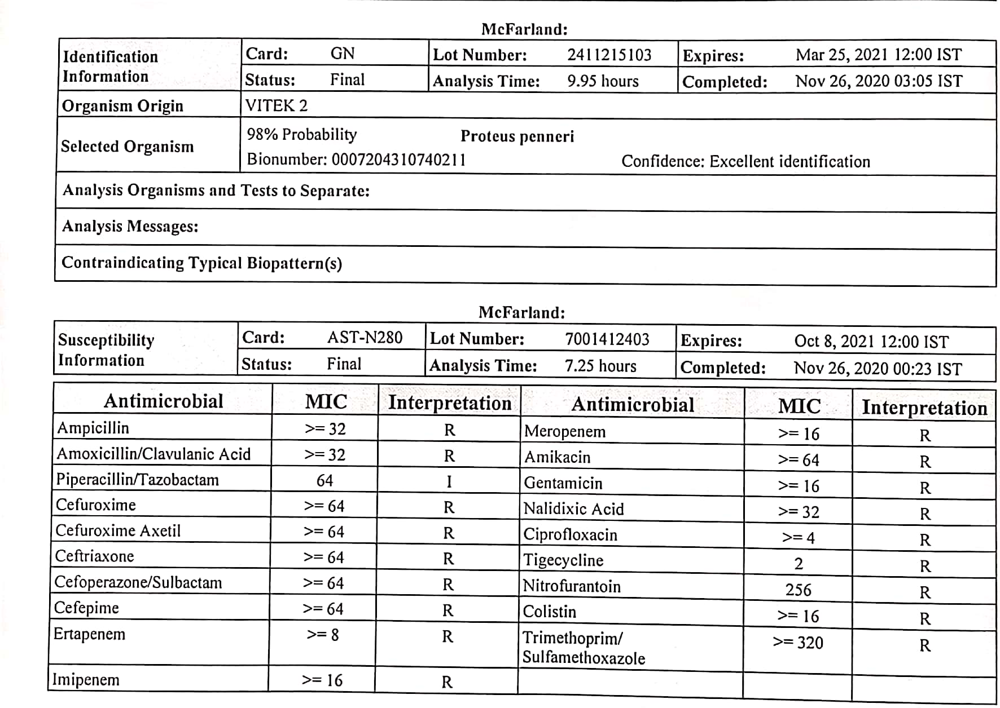 McFarland:
Identification Information Card: GN Lot Number: 2411215103 Expires: Mar 25, 2021 12:00 IST
Status: Final Analysis Time: 9.95 hours Completed: Nov 26, 2020 03:05 IST
Organism Origin VITEK 2
Selected Organism 98% Probability Proteus penneri
Bionumber: 0007204310740211 Confidence: Excellent identification
Analysis Organisms and Tests to Separate:
Analysis Messages:
Contraindicating Typical Biopattern(s)
McFarland:
Susceptibility Information Card: AST-N280 Lot Number: 7001412403 Expires: Oct 8, 2021 12:00 IST
Status: Final Analysis Time: 7.25 hours Completed: Nov 26, 2020 00:23 IST
Antimicrobial MIC Interpretation Antimicrobial MIC Interpretation
Ampicillin >= 32 R Meropenem >= 16 R
Amoxicillin/Clavulanic Acid >= 32 R Amikacin >= 64 R
Piperacillin/Tazobactam 64 I Gentamicin >= 16 R
Cefuroxime >= 64 R Nalidixic Acid >= 32 R
Cefuroxime Axetil >= 64 R Ciprofloxacin >= 4 R
Ceftriaxone >= 64 R Tigecycline 2 R
Cefoperazone/Sulbactam >= 64 R Nitrofurantoin 256 R
Cefepime >= 64 R Colistin >= 16 R
Ertapenem >= 8 R Trimethoprim/ >= 320 R
Sulfamethoxazole
Imipenem >= 16 R